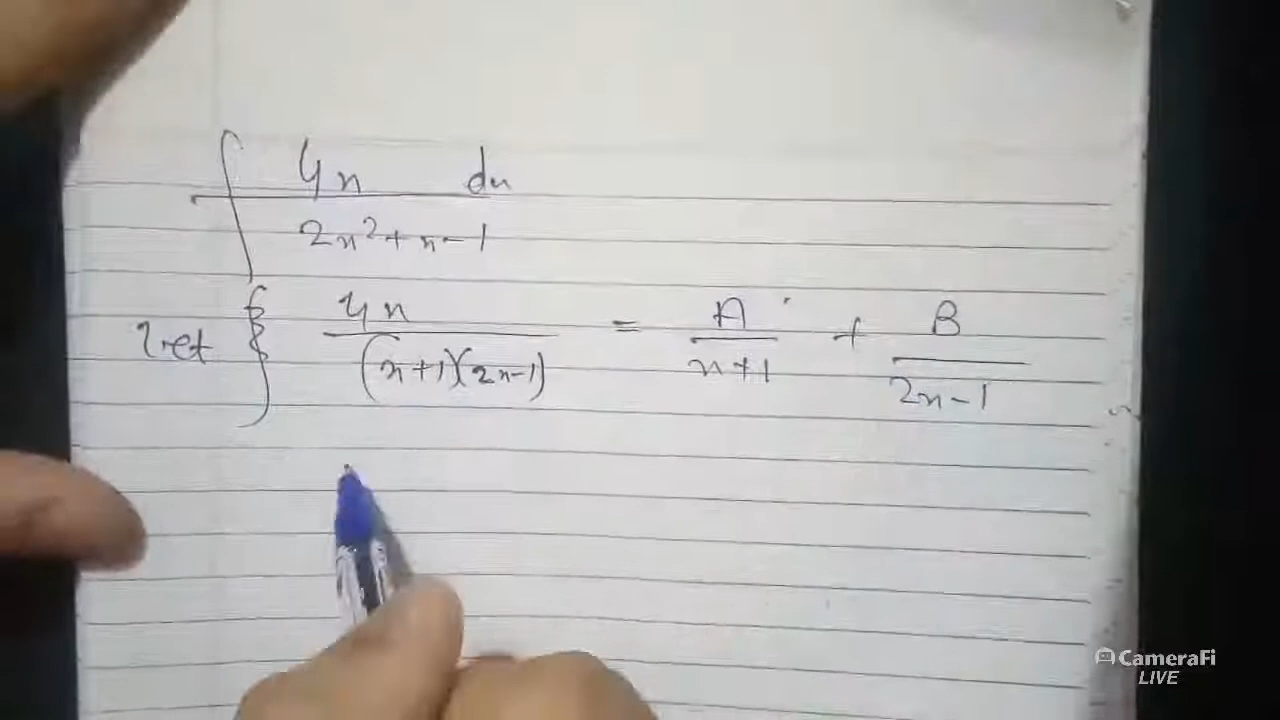 ∫ 4x dx / 2x² + x - 1
Let 4x / (x+1)(2x-1) = A / x+1 + B / 2x-1
CameraFi
LIVE